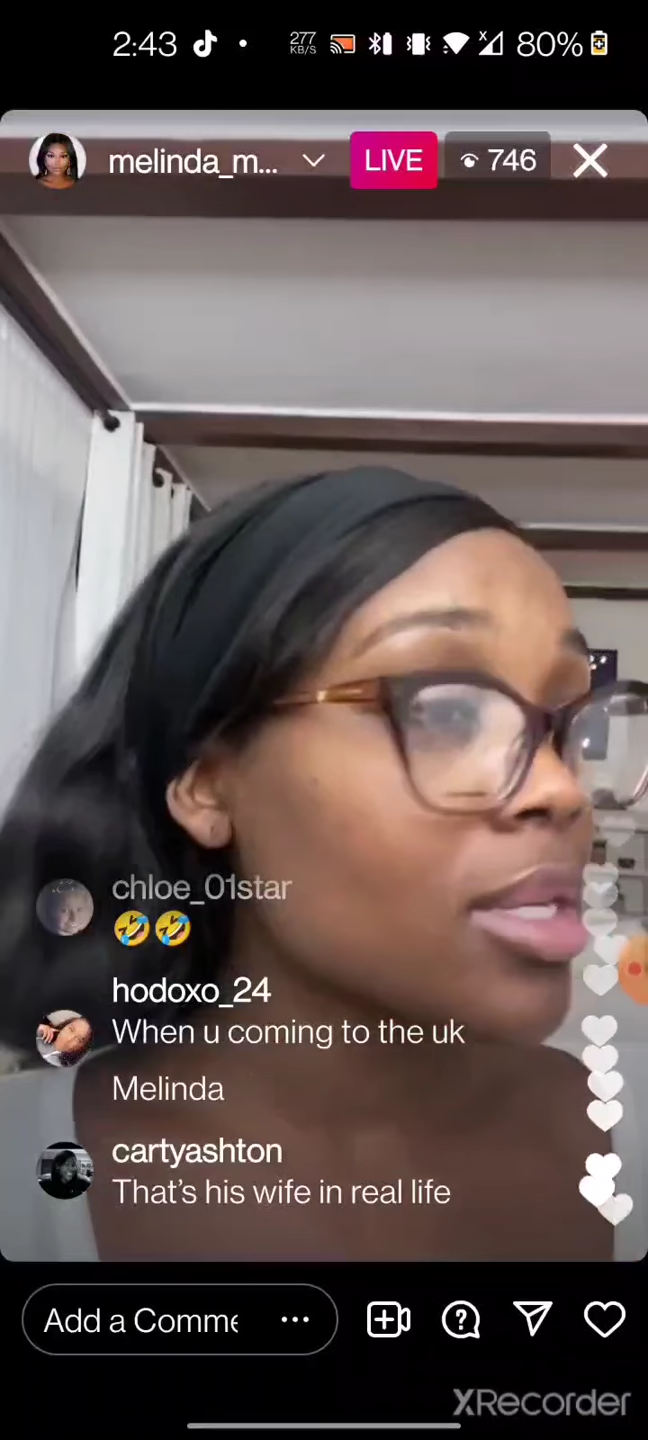 2:43 277 KB/S 80%
melinda_m... LIVE 746
chloe_01star
🤣🤣
hodoxo_24
When u coming to the uk
Melinda
cartyashton
That's his wife in real life
Add a Comme
XRecorder